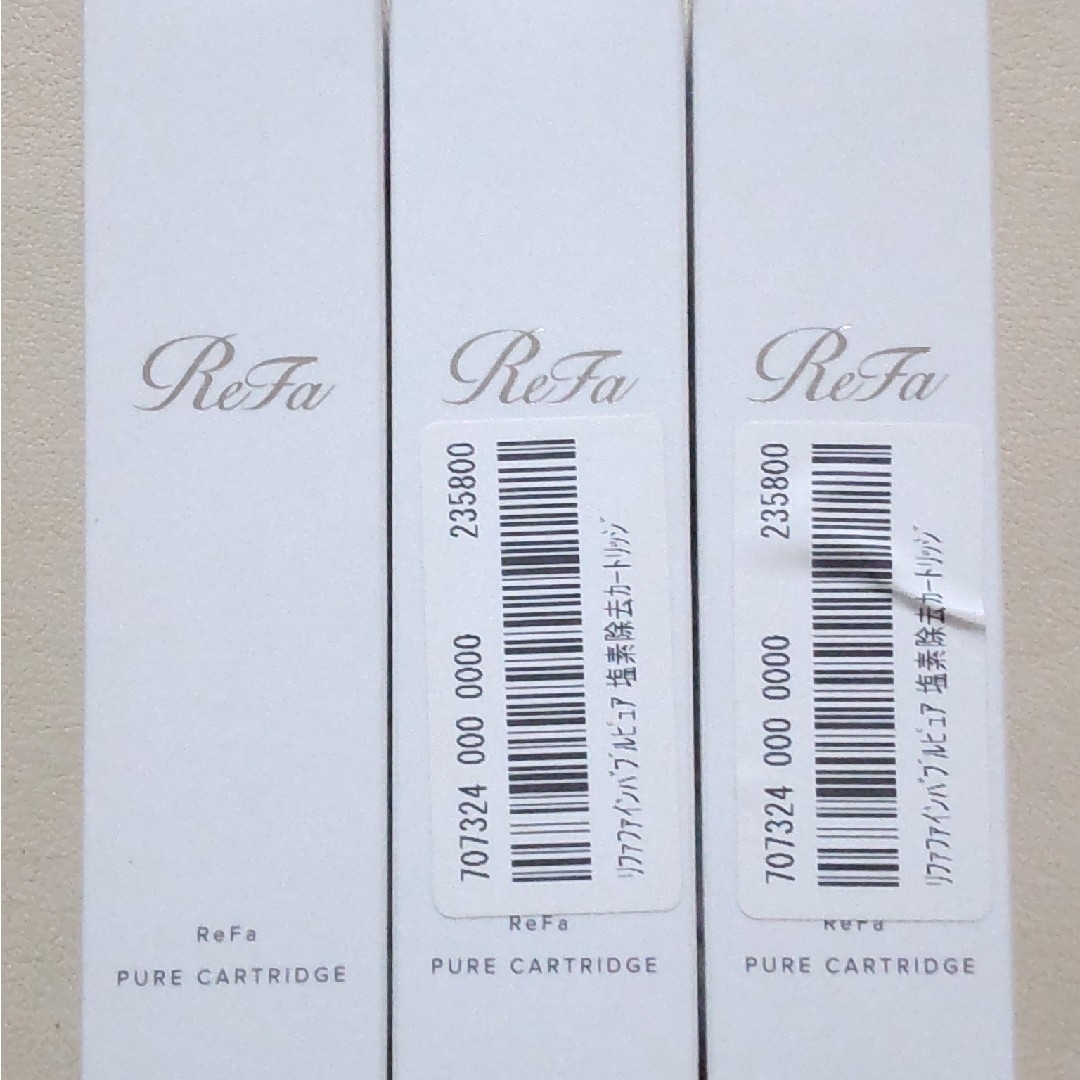 ReFa
ReFa
PURE CARTRIDGE
ReFa
707324 000 0000 235800
ﾘﾌｧﾌｧｲﾝﾊﾞﾌﾞﾙﾋﾟｭｱ 塩素除去ｶｰﾄﾘｯｼﾞ
ReFa
PURE CARTRIDGE
ReFa
707324 000 0000 235800
ﾘﾌｧﾌｧｲﾝﾊﾞﾌﾞﾙﾋﾟｭｱ 塩素除去ｶｰﾄﾘｯｼﾞ
ReFa
PURE CARTRIDGE